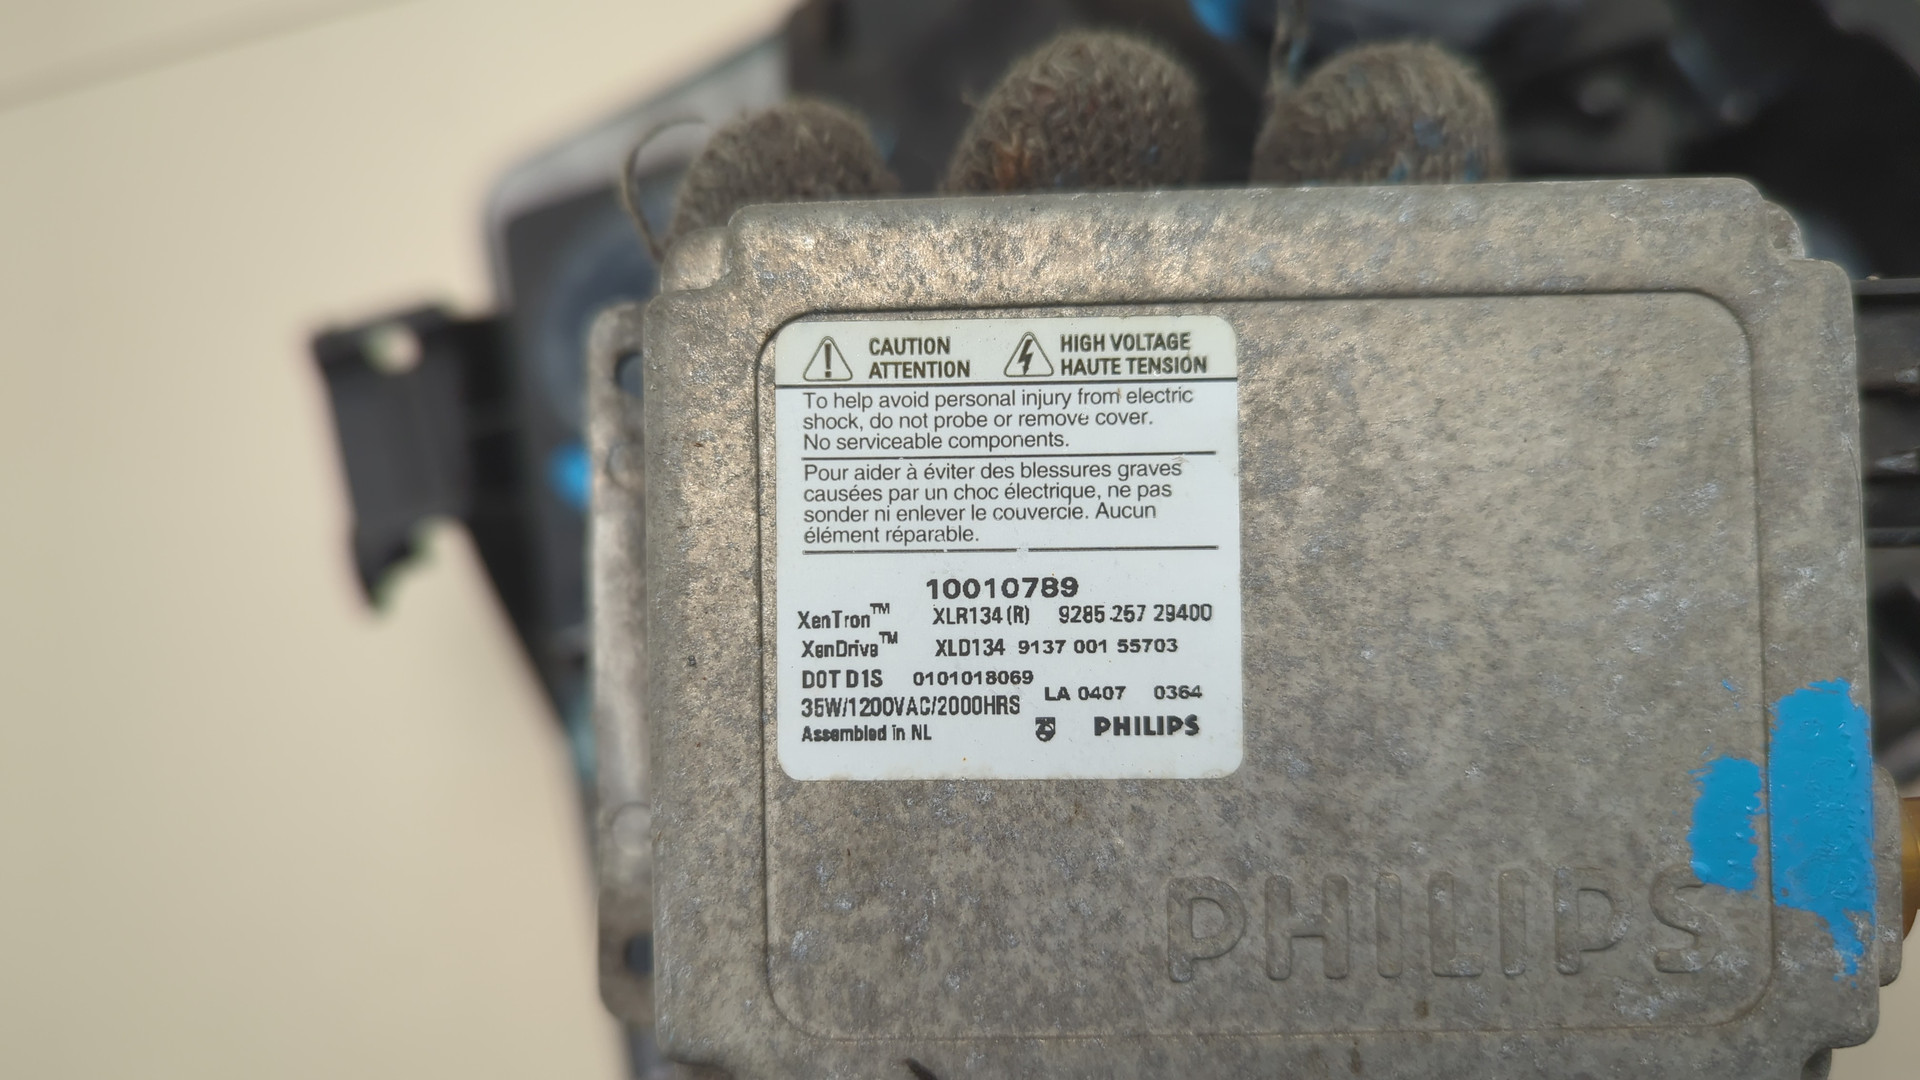 CAUTION
ATTENTION
HIGH VOLTAGE
HAUTE TENSION
To help avoid personal injury from electric
shock, do not probe or remove cover.
No serviceable components.
Pour aider à éviter des blessures graves
causées par un choc électrique, ne pas
sonder ni enlever le couvercie. Aucun
élément réparable.
10010789
XenTron™ XLR134 (R) 9285 267 29400
XenDrive™ XLD134 9137 001 55703
DOT D1S 0101018069
LA 0407 0364
35W/1200VAC/2000HRS
Assembled in NL
PHILIPS
PHILIPS